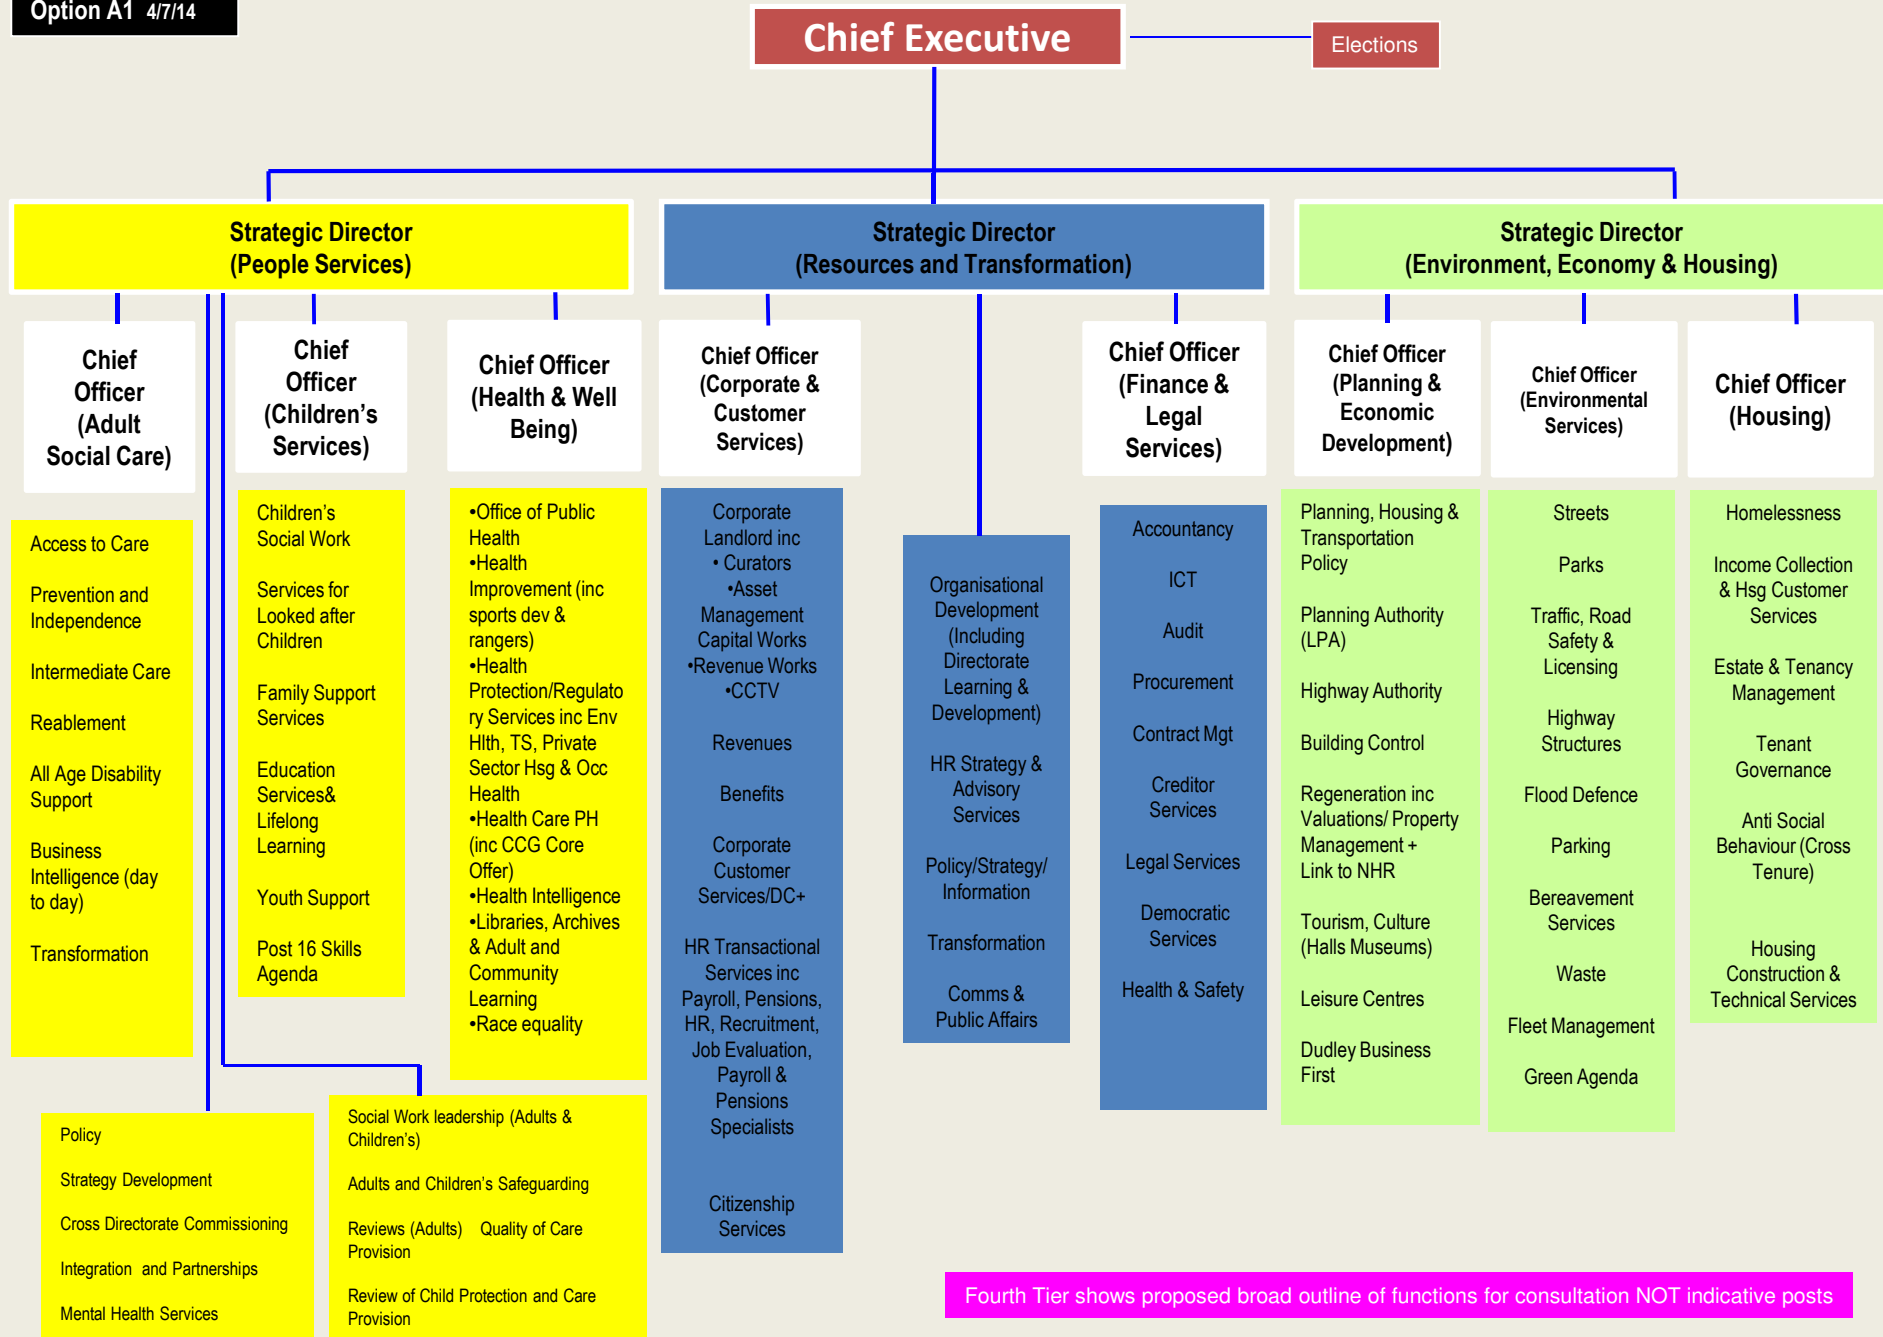 Option A1 4/7/14
Chief Executive
Elections
Strategic Director
(People Services)
Strategic Director
(Resources and Transformation)
Strategic Director
(Environment, Economy & Housing)
Chief
Officer
(Adult
Social Care)
Chief
Officer
(Children’s
Services)
Chief Officer
(Health & Well
Being)
Chief Officer
(Corporate &
Customer
Services)
Chief Officer
(Finance &
Legal
Services)
Chief Officer
(Planning &
Economic
Development)
Chief Officer
(Environmental
Services)
Chief Officer
(Housing)
Access to Care
Prevention and
Independence
Intermediate Care
Reablement
All Age Disability
Support
Business
Intelligence (day
to day)
Transformation
Children’s
Social Work
Services for
Looked after
Children
Family Support
Services
Education
Services&
Lifelong
Learning
Youth Support
Post 16 Skills
Agenda
•Office of Public
Health
•Health
Improvement (inc
sports dev &
rangers)
•Health
Protection/Regulato
ry Services inc Env
Hlth, TS, Private
Sector Hsg & Occ
Health
•Health Care PH
(inc CCG Core
Offer)
•Health Intelligence
•Libraries, Archives
& Adult and
Community
Learning
•Race equality
Corporate
Landlord inc
• Curators
•Asset
Management
Capital Works
•Revenue Works
•CCTV
Revenues
Benefits
Corporate
Customer
Services/DC+
HR Transactional
Services inc
Payroll, Pensions,
HR, Recruitment,
Job Evaluation,
Payroll &
Pensions
Specialists
Citizenship
Services
Organisational
Development
(Including
Directorate
Learning &
Development)
HR Strategy &
Advisory
Services
Policy/Strategy/
Information
Transformation
Comms &
Public Affairs
Accountancy
ICT
Audit
Procurement
Contract Mgt
Creditor
Services
Legal Services
Democratic
Services
Health & Safety
Planning, Housing &
Transportation
Policy
Planning Authority
(LPA)
Highway Authority
Building Control
Regeneration inc
Valuations/ Property
Management +
Link to NHR
Tourism, Culture
(Halls Museums)
Leisure Centres
Dudley Business
First
Streets
Parks
Traffic, Road
Safety &
Licensing
Highway
Structures
Flood Defence
Parking
Bereavement
Services
Waste
Fleet Management
Green Agenda
Homelessness
Income Collection
& Hsg Customer
Services
Estate & Tenancy
Management
Tenant
Governance
Anti Social
Behaviour (Cross
Tenure)
Housing
Construction &
Technical Services
Policy
Strategy Development
Cross Directorate Commissioning
Integration and Partnerships
Mental Health Services
Social Work leadership (Adults &
Children’s)
Adults and Children’s Safeguarding
Reviews (Adults) Quality of Care
Provision
Review of Child Protection and Care
Provision
Fourth Tier shows proposed broad outline of functions for consultation NOT indicative posts